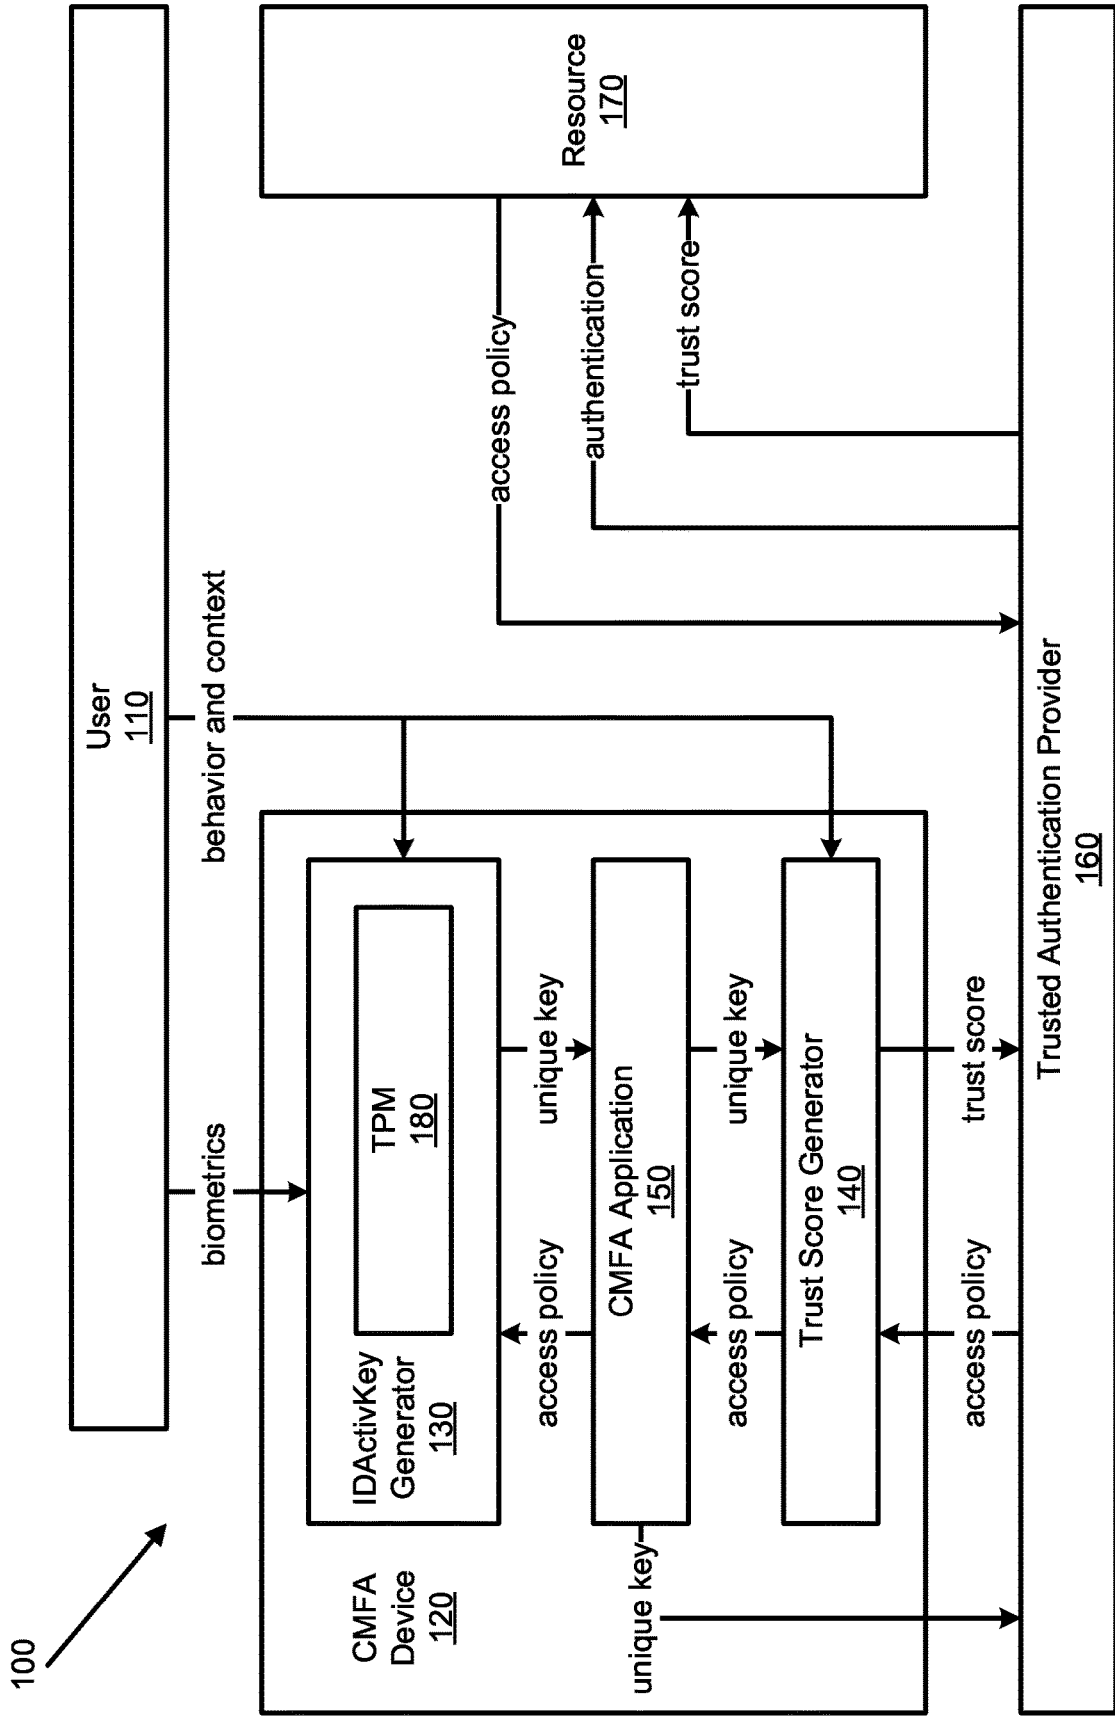 100
User
110
biometrics
behavior and context
CMFA
Device
120
IDActivKey
Generator
130
TPM
180
access policy
unique key
CMFA Application
150
unique key
access policy
unique key
Trust Score Generator
140
access policy
trust score
access policy
authentication
trust score
Resource
170
Trusted Authentication Provider
160